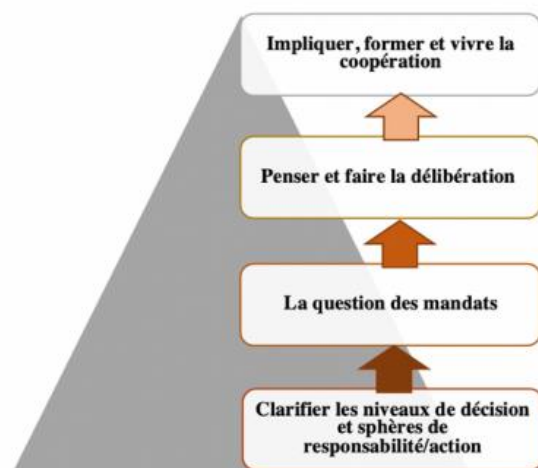 Impliquer, former et vivre la
coopération
Penser et faire la délibération
La question des mandats
Clarifier les niveaux de décision
et sphères de
responsabilité/action